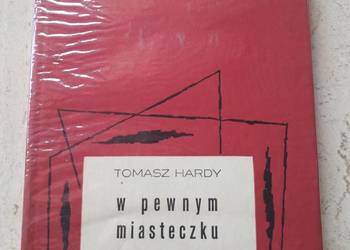 TOMASZ HARDY
w pewnym
miasteczku